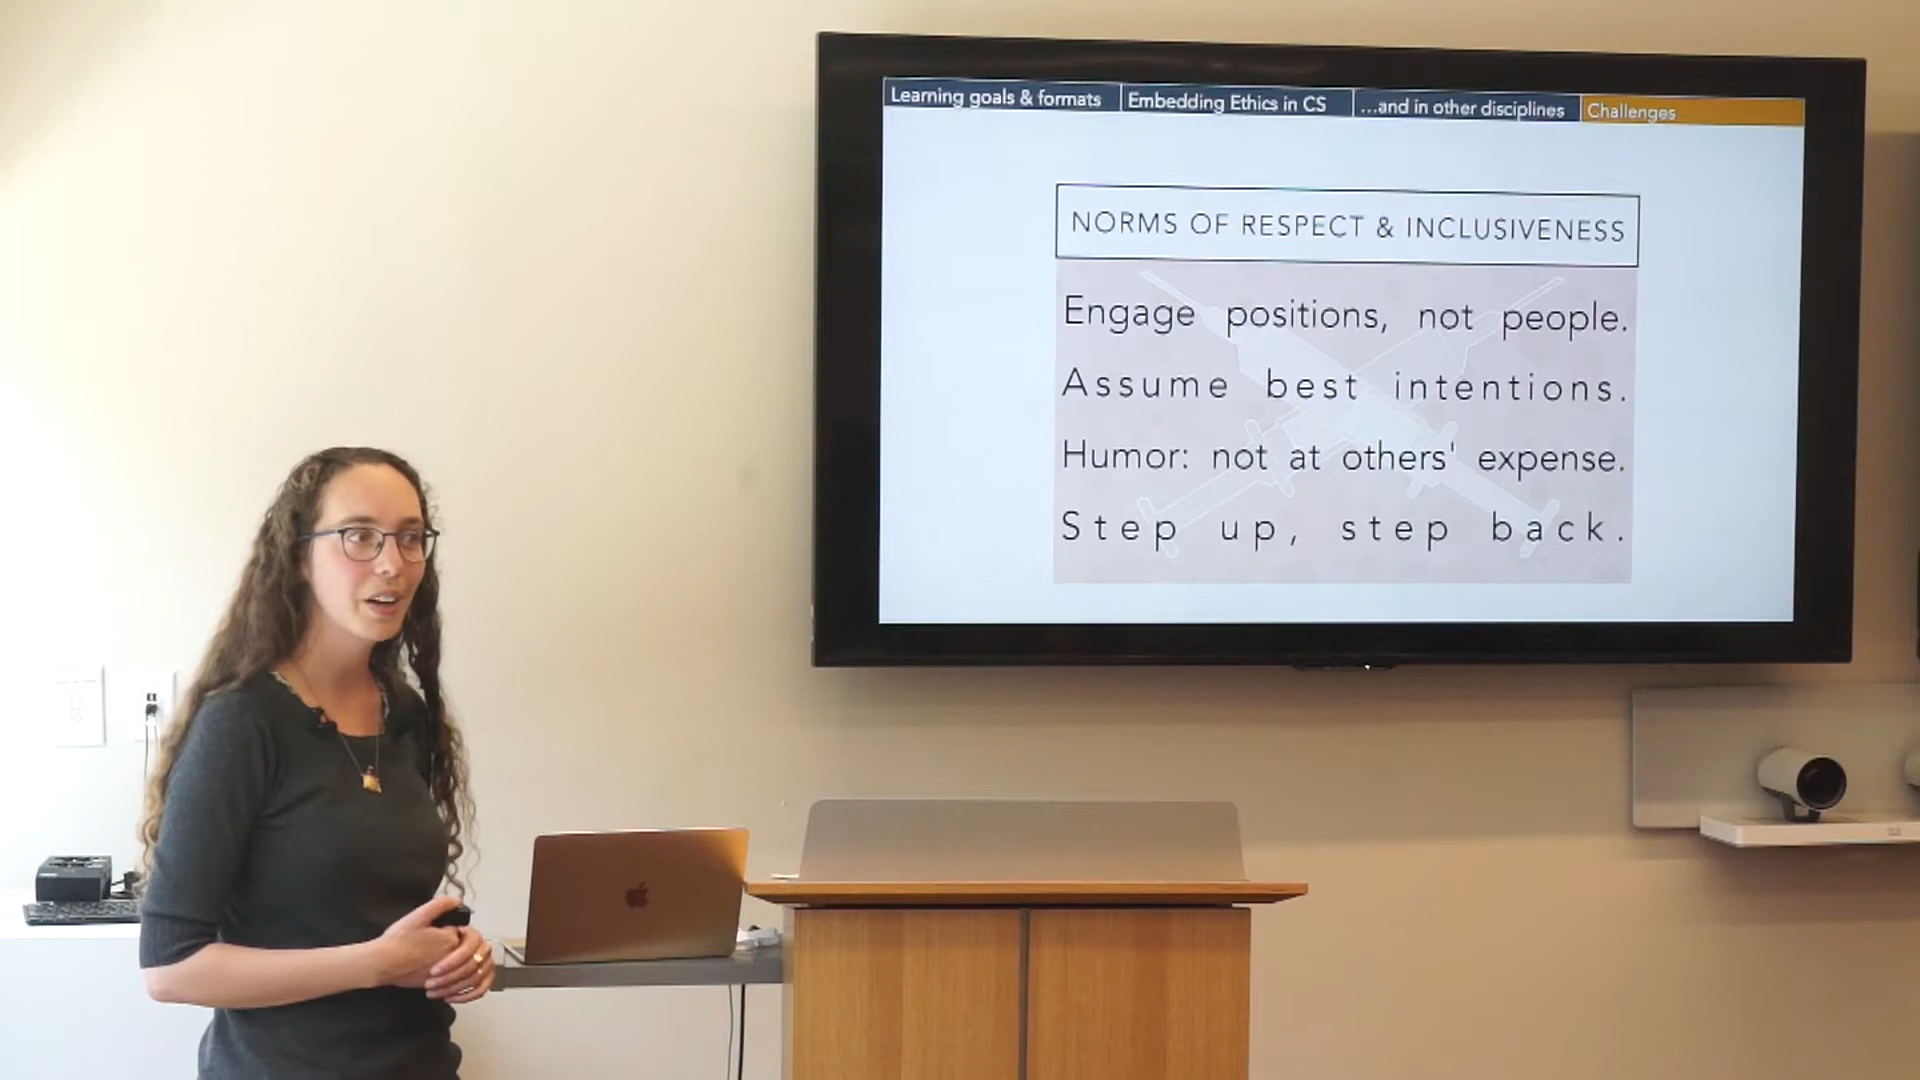 Learning goals & formats
Embedding Ethics in CS
...and in other disciplines
Challenges
NORMS OF RESPECT & INCLUSIVENESS
Engage positions, not people.
Assume best intentions.
Humor: not at others' expense.
Step up, step back.